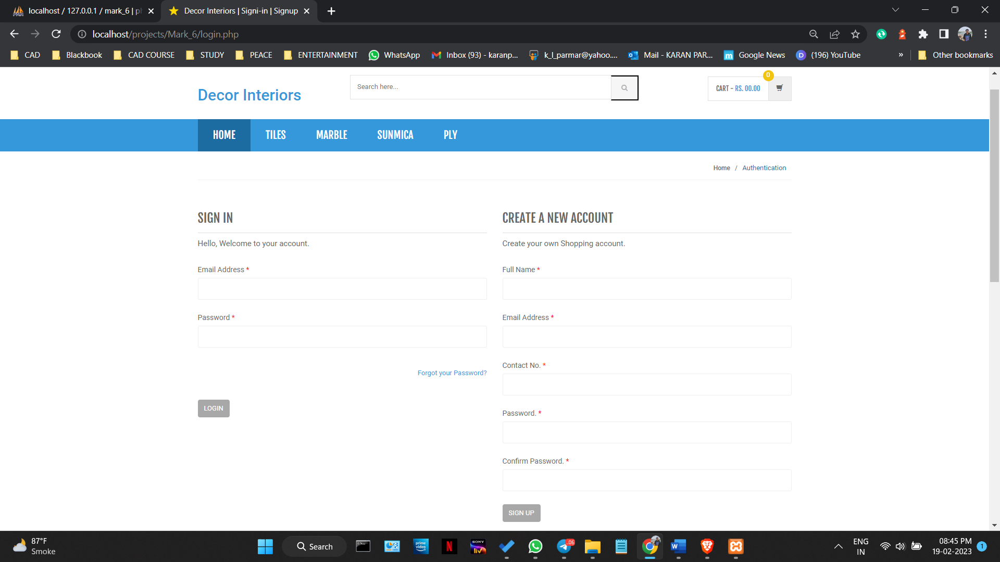 localhost / 127.0.0.1 / mark_6 | ph
Decor Interiors | Signi-in | Signup
localhost/projects/Mark_6/login.php
CAD
Blackbook
CAD COURSE
STUDY
PEACE
ENTERTAINMENT
WhatsApp
Inbox (93) - karanp...
k_l_parmar@yahoo....
Mail - KARAN PAR...
Google News
(196) YouTube
»
Other bookmarks
Decor Interiors
Search here...
CART - RS. 00.00
0
HOME
TILES
MARBLE
SUNMICA
PLY
Home / Authentication
SIGN IN
Hello, Welcome to your account.
Email Address *
Password *
Forgot your Password?
LOGIN
CREATE A NEW ACCOUNT
Create your own Shopping account.
Full Name *
Email Address *
Contact No. *
Password. *
Confirm Password. *
SIGN UP
87°F
Smoke
Search
prime video
N
SONY liv
..06
W
ENG
IN
08:45 PM
19-02-2023
1